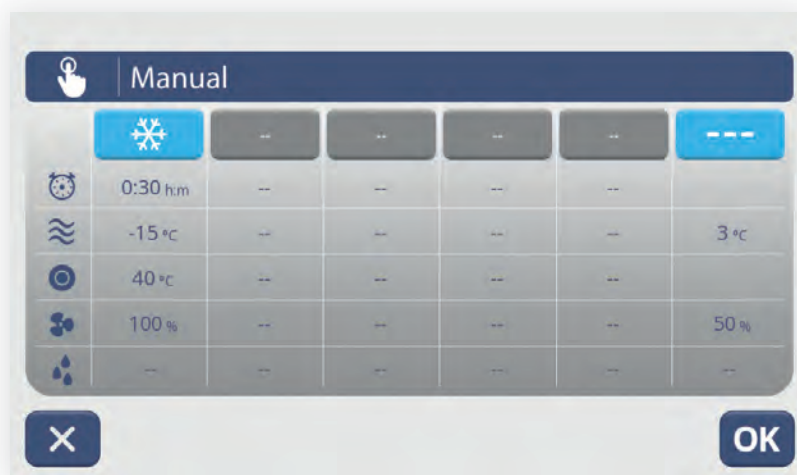 Manual
-- -- -- -- ---
0:30 h:m -- -- -- --
-15 °C -- -- -- -- 3 °C
40 °C -- -- -- --
100 % -- -- -- -- 50 %
-- -- -- -- -- --
OK